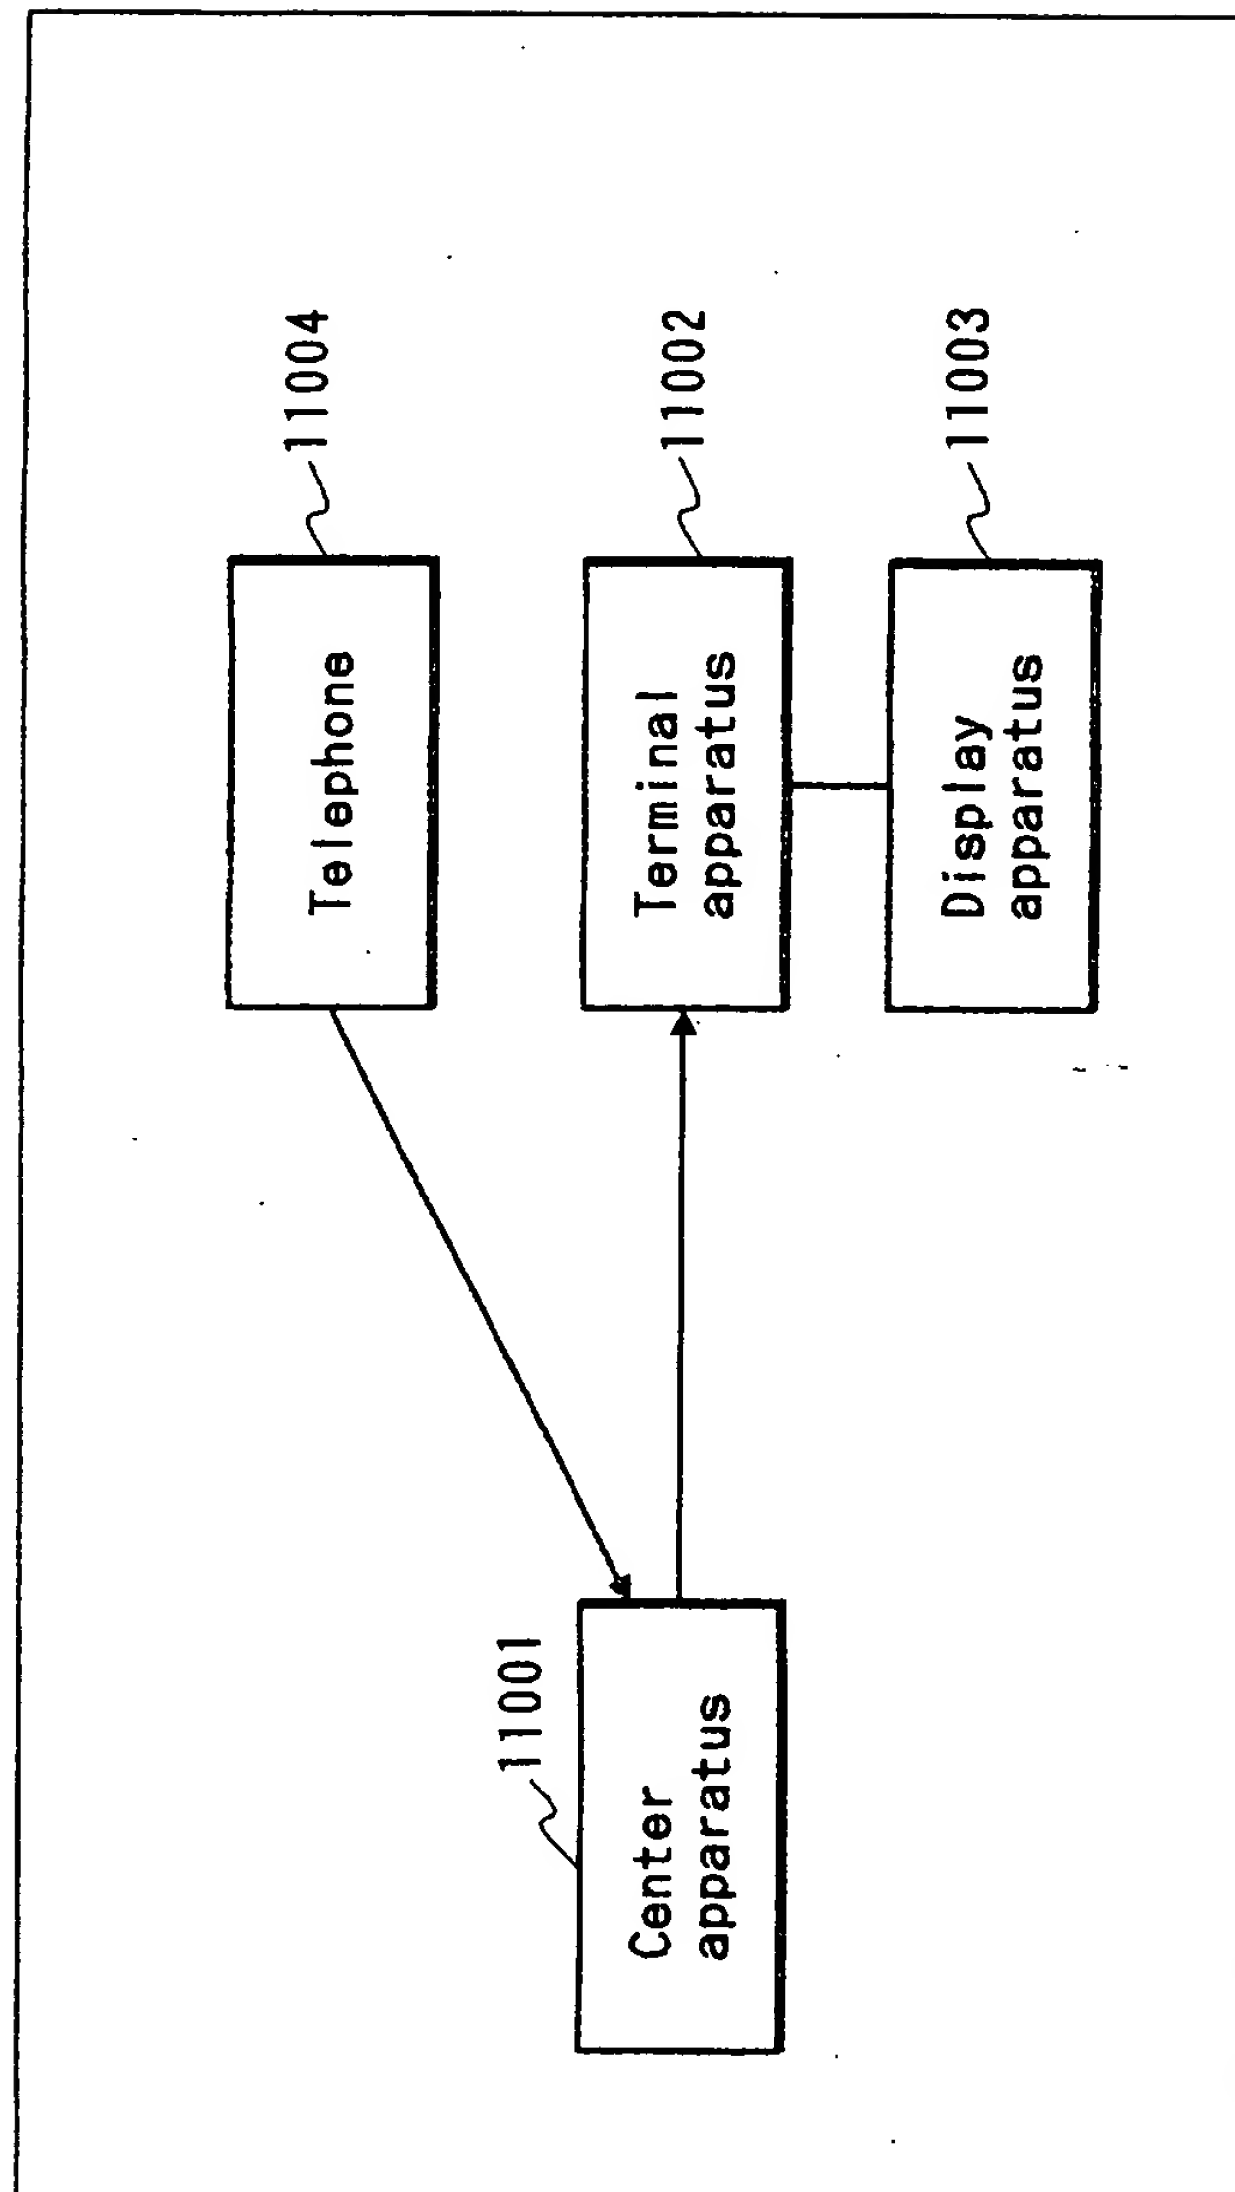 11004
Telephone
11001
Center
apparatus
11002
Terminal
apparatus
11003
Display
apparatus